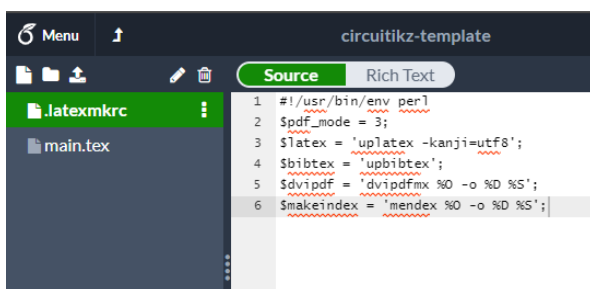 Menu
circuitikz-template
Source
Rich Text
.latexmkrc
main.tex
1 #!/usr/bin/env perl
2 $pdf_mode = 3;
3 $latex = 'uplatex -kanji=utf8';
4 $bibtex = 'upbibtex';
5 $dvipdf = 'dvipdfmx %O -o %D %S';
6 $makeindex = 'mendex %O -o %D %S';